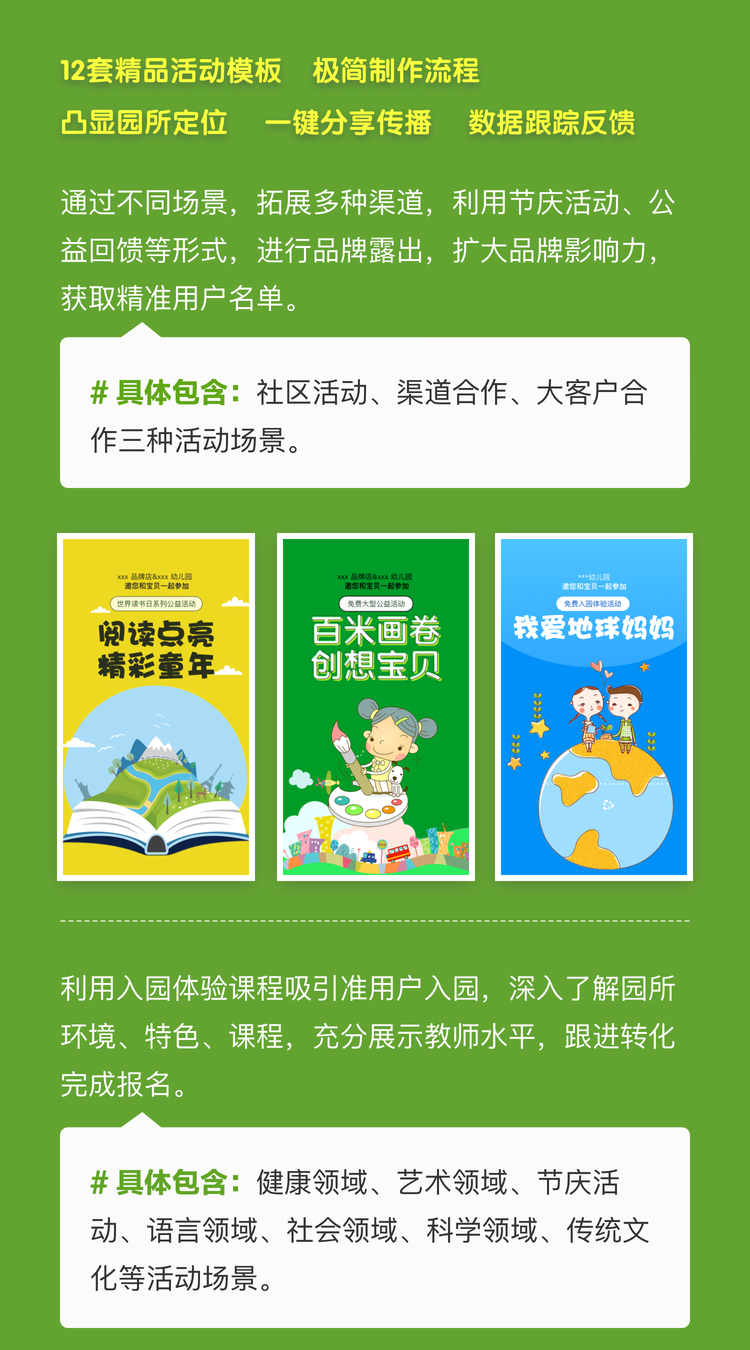 12套精品活动模板 极简制作流程
凸显园所定位 一键分享传播 数据跟踪反馈
通过不同场景，拓展多种渠道，利用节庆活动、公
益回馈等形式，进行品牌露出，扩大品牌影响力，
获取精准用户名单。
# 具体包含：社区活动、渠道合作、大客户合
作三种活动场景。
xxx 品牌店&xxx 幼儿园
邀您和宝贝一起参加
世界读书日系列公益活动
阅读点亮
精彩童年
xxx 品牌店&xxx 幼儿园
邀您和宝贝一起参加
免费大型公益活动
百米画卷
创想宝贝
***幼儿园
邀您和宝贝一起参加
免费入园体验活动
我爱地球妈妈
利用入园体验课程吸引准用户入园，深入了解园所
环境、特色、课程，充分展示教师水平，跟进转化
完成报名。
# 具体包含：健康领域、艺术领域、节庆活
动、语言领域、社会领域、科学领域、传统文
化等活动场景。